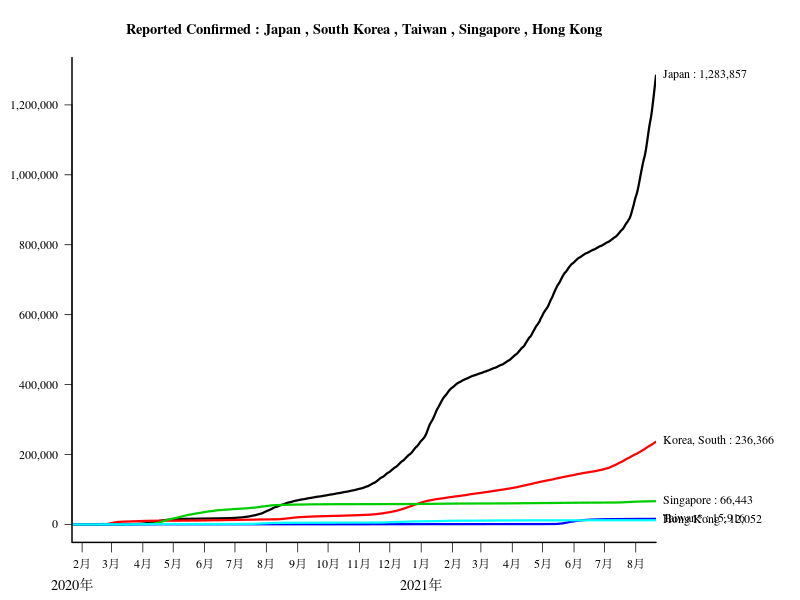 Reported Confirmed : Japan , South Korea , Taiwan , Singapore , Hong Kong
Japan : 1,283,857
1,200,000
1,000,000
800,000
600,000
400,000
Korea, South : 236,366
200,000
Singapore : 66,443
Hong Kong : 12,052
0
2月 3月 4月 5月 6月 7月 8月 9月 10月 11月 12月 1月 2月 3月 4月 5月 6月 7月 8月
2020年 2021年